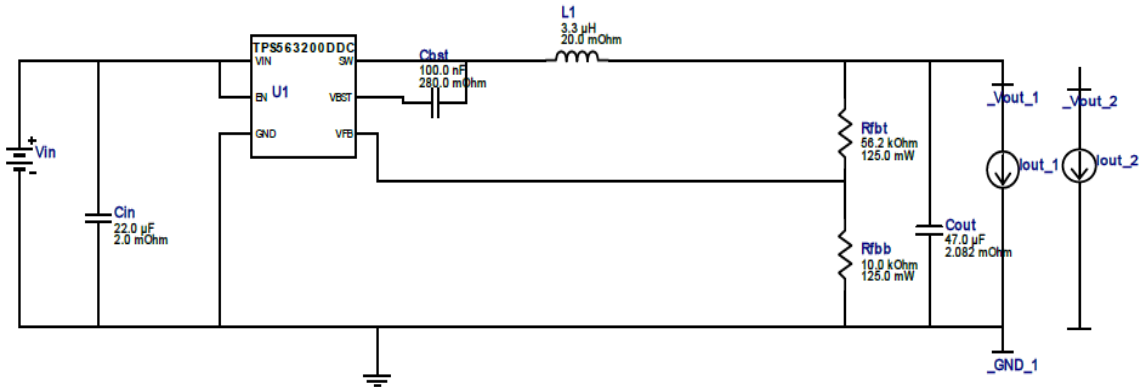 L1
3.3 µH
20.0 mOhm
TPS563200DDC
VIN
SW
Cbst
100.0 nF
280.0 mOhm
EN
U1
VBST
GND
VFB
Vin
+
-
Cin
22.0 µF
2.0 mOhm
Rfbt
56.2 kOhm
125.0 mW
Rfbb
10.0 kOhm
125.0 mW
Cout
47.0 µF
2.082 mOhm
_Vout_1
_Vout_2
Iout_1
Iout_2
_GND_1